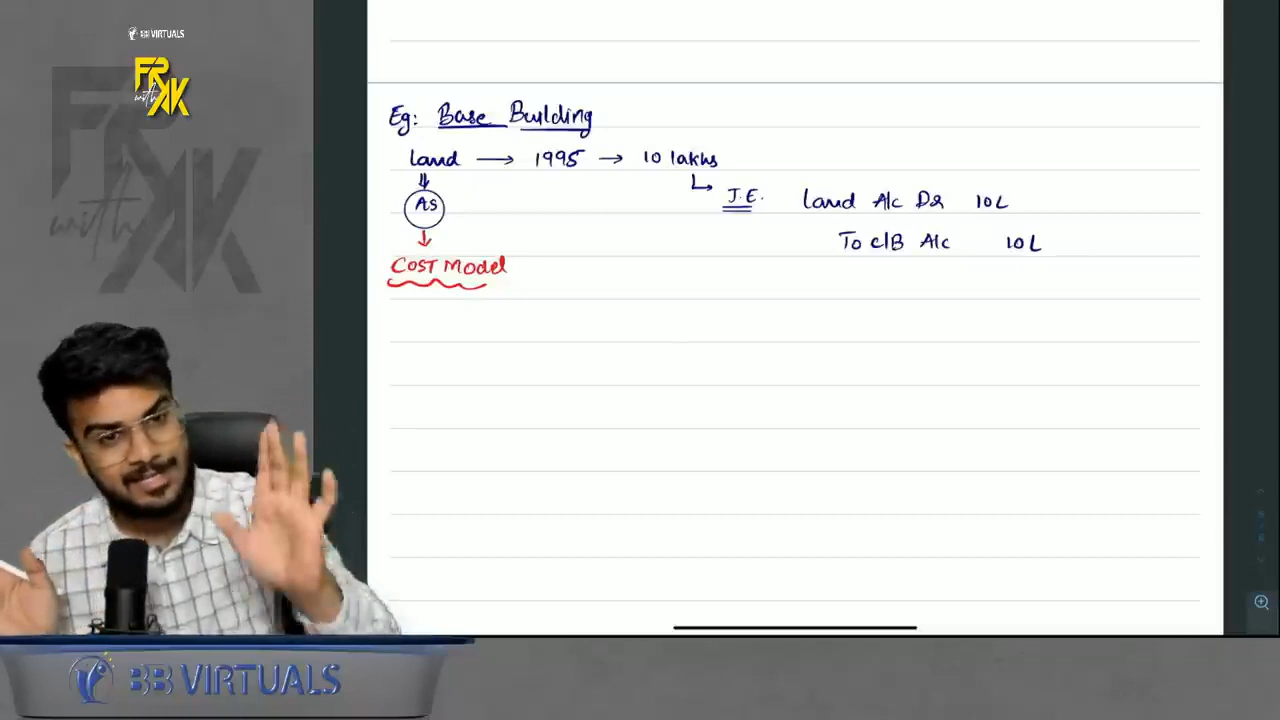 BB VIRTUALS
FR
with
AK
Eg: Base Building
land → 1995 → 10 lakhs
J.E. land A/c Dr 10L
AS
To C/B A/c 10L
COST Model
BB VIRTUALS